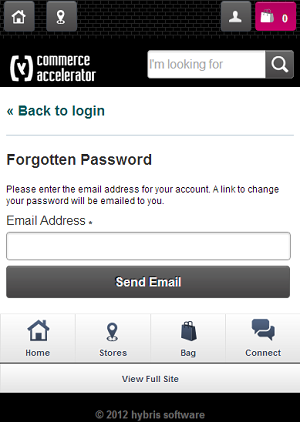 0
commerce
accelerator
I'm looking for
« Back to login
Forgotten Password
Please enter the email address for your account. A link to change
your password will be emailed to you.
Email Address *
Send Email
Home Stores Bag Connect
View Full Site
© 2012 hybris software